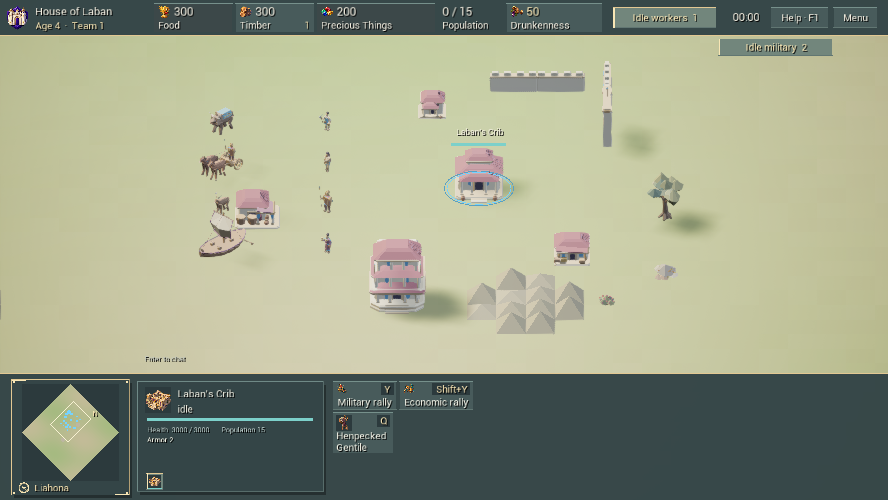 House of Laban
Age 4 · Team 1
300
Food
300
Timber 1
200
Precious Things
0 / 15
Population
50
Drunkenness
Idle workers 1
00:00
Help · F1
Menu
Idle military 2
Laban's Crib
Enter to chat
Liahona
Laban's Crib
idle
Health 3000 / 3000 Population 15
Armor 2
Y
Military rally
Shift+Y
Economic rally
Q
Henpecked
Gentile